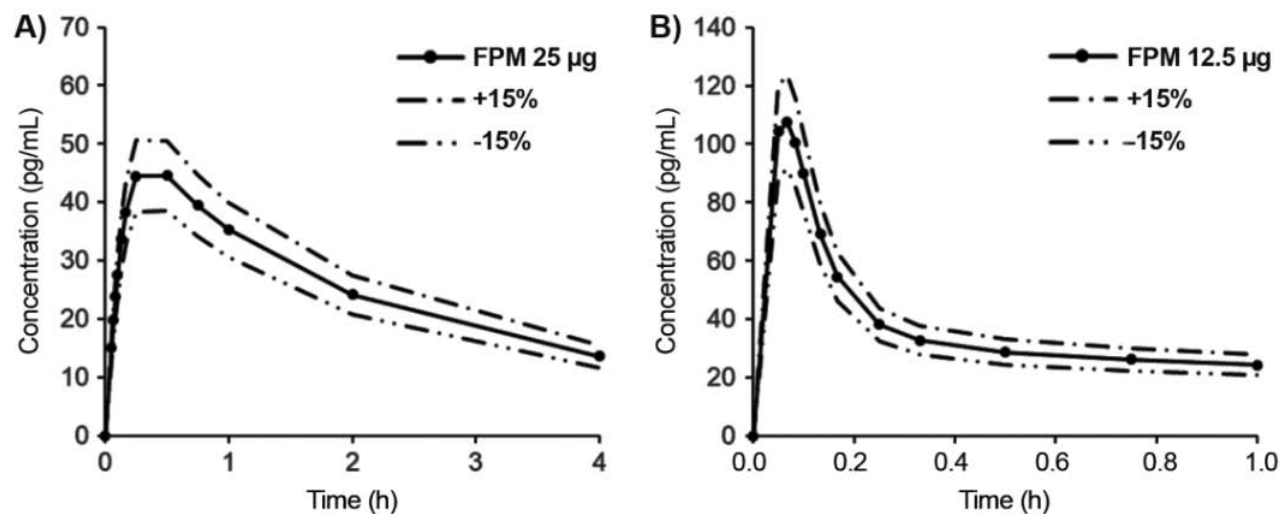 A)
Concentration (pg/mL)
70
60
50
40
30
20
10
0
FPM 25 µg
+15%
-15%
0 1 2 3 4
Time (h)
B)
Concentration (pg/mL)
140
120
100
80
60
40
20
0
FPM 12.5 µg
+15%
–15%
0.0 0.2 0.4 0.6 0.8 1.0
Time (h)